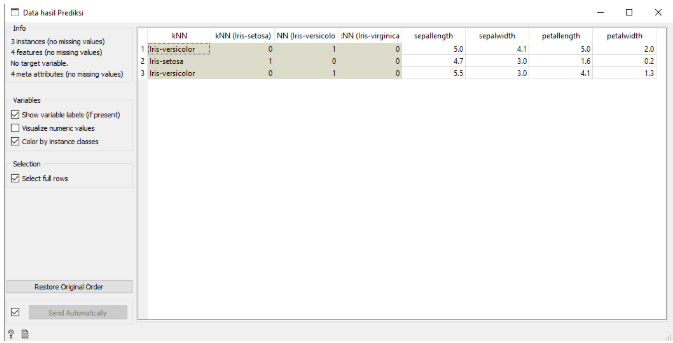 Data hasil Prediksi
Info
3 instances (no missing values)
4 features (no missing values)
No target variable.
4 meta attributes (no missing values)
Variables
Show variable labels (if present)
Visualize numeric values
Color by instance classes
Selection
Select full rows
Restore Original Order
Send Automatically
kNN kNN (Iris-setosa) NN (Iris-versicolo :NN (Iris-virginica sepallength sepalwidth petallength petalwidth
1 Iris-versicolor 0 1 0 5.0 4.1 5.0 2.0
2 Iris-setosa 1 0 0 4.7 3.0 1.6 0.2
3 Iris-versicolor 0 1 0 5.5 3.0 4.1 1.3